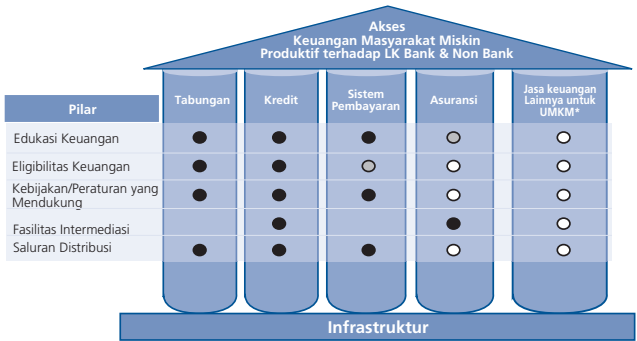 Akses
Keuangan Masyarakat Miskin
Produktif terhadap LK Bank & Non Bank
Pilar
Tabungan
Kredit
Sistem
Pembayaran
Asuransi
Jasa keuangan
Lainnya untuk
UMKM*
Edukasi Keuangan
Eligibilitas Keuangan
Kebijakan/Peraturan yang
Mendukung
Fasilitas Intermediasi
Saluran Distribusi
Infrastruktur